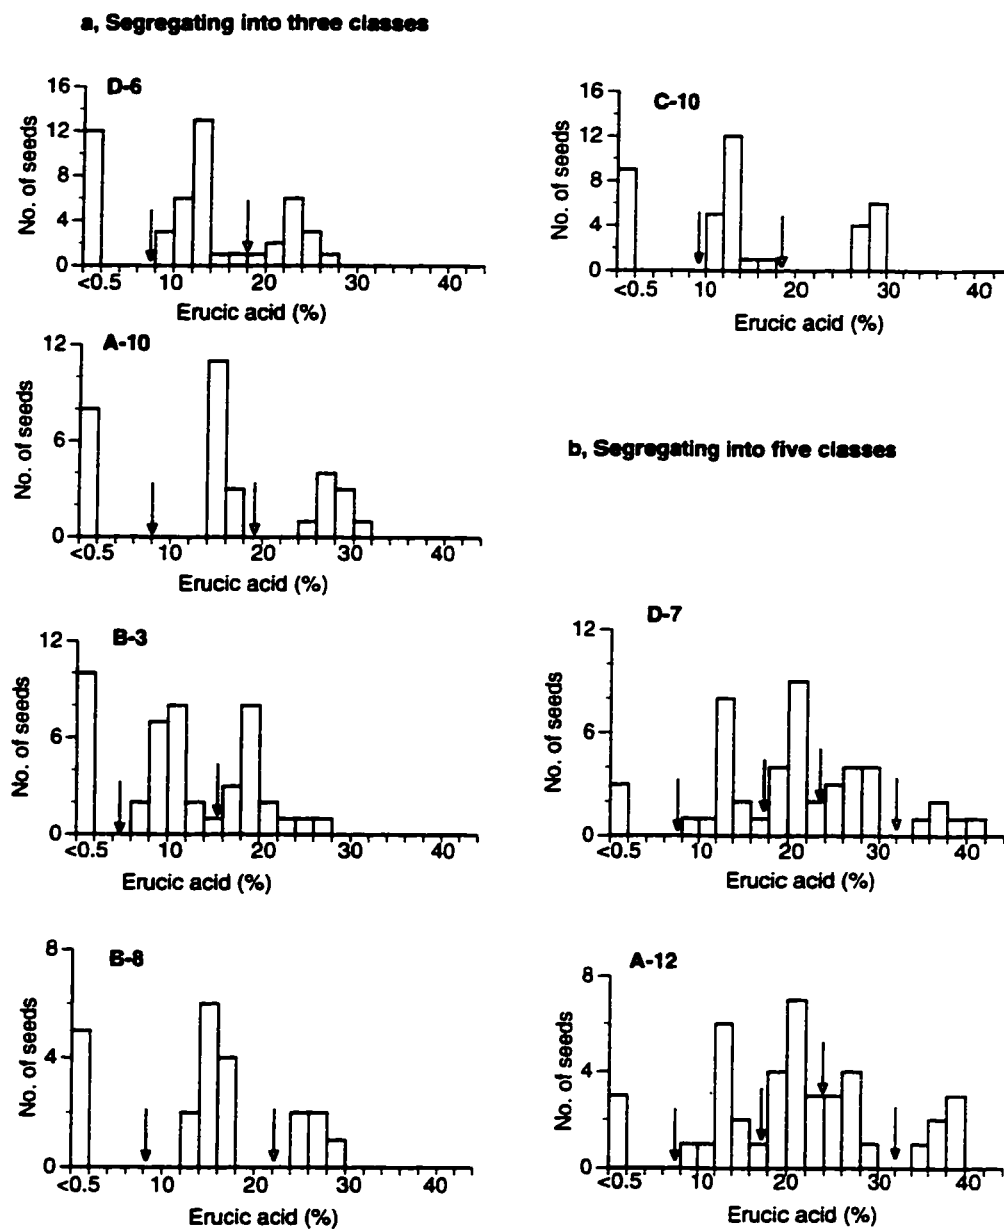 a, Segregating into three classes
D-6
No. of seeds
16
12
8
4
0
<0.5 10 20 30 40
Erucic acid (%)
C-10
No. of seeds
16
12
8
4
0
<0.5 10 20 30 40
Erucic acid (%)
A-10
No. of seeds
12
6
0
<0.5 10 20 30 40
Erucic acid (%)
b, Segregating into five classes
B-3
No. of seeds
12
6
0
<0.5 10 20 30 40
Erucic acid (%)
D-7
No. of seeds
12
6
0
<0.5 10 20 30 40
Erucic acid (%)
No. of seeds
8
4
0
<0.5 10 20 30 40
Erucic acid (%)
A-12
No. of seeds
8
4
0
<0.5 10 20 30 40
Erucic acid (%)